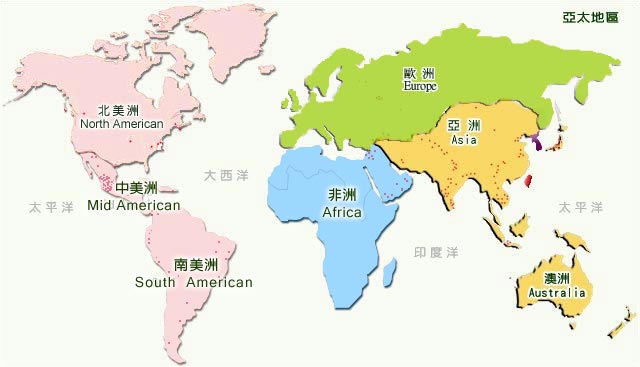 亞太地區
歐洲
Europe
北美洲
North American
亞洲
Asia
大西洋
中美洲
Mid American
非洲
Africa
太平洋
太平洋
印度洋
南美洲
South American
澳洲
Australia